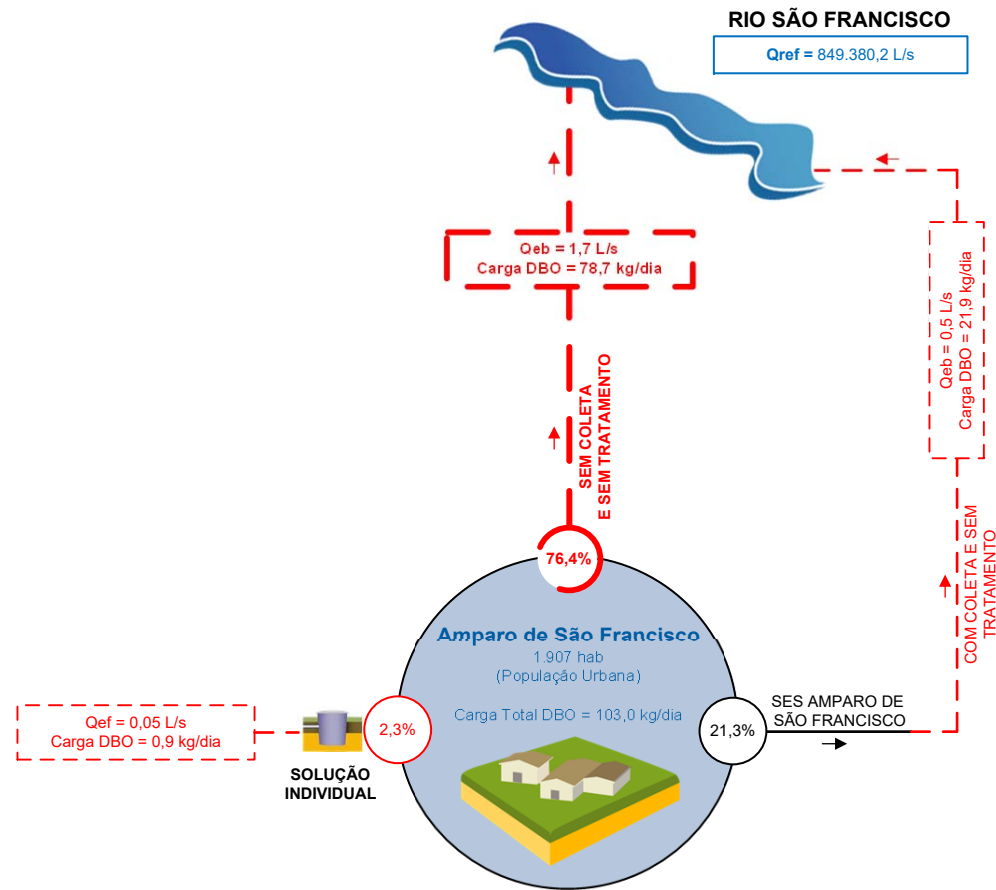 RIO SÃO FRANCISCO
Qref = 849.380,2 L/s
Qeb = 1,7 L/s
Carga DBO = 78,7 kg/dia
Qeb = 0,5 L/s
Carga DBO = 21,9 kg/dia
SEM COLETA
E SEM TRATAMENTO
COM COLETA E SEM
TRATAMENTO
76,4%
Amparo de São Francisco
1.907 hab
(População Urbana)
Carga Total DBO = 103,0 kg/dia
2,3%
21,3%
SES AMPARO DE
SÃO FRANCISCO
Qef = 0,05 L/s
Carga DBO = 0,9 kg/dia
SOLUÇÃO
INDIVIDUAL